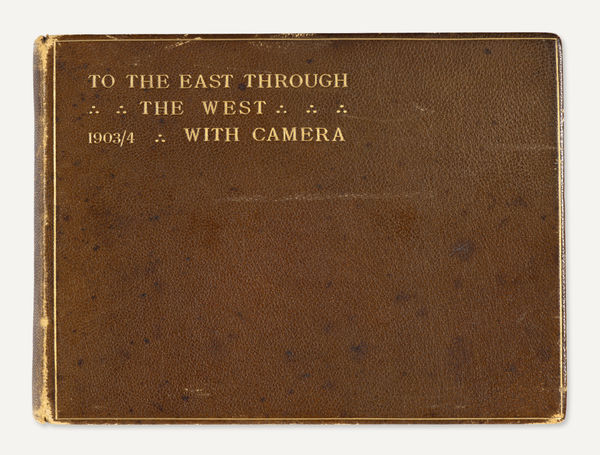 TO THE EAST THROUGH
∴ ∴ THE WEST ∴ ∴ ∴
1903/4 ∴ WITH CAMERA